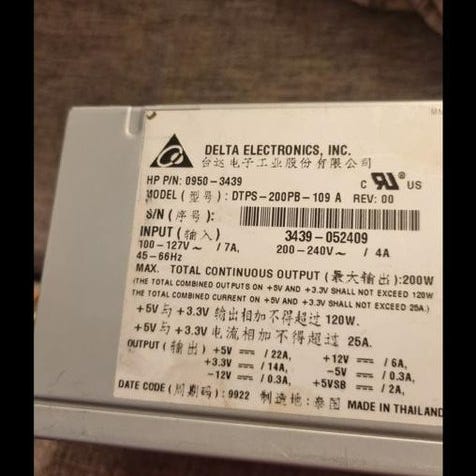 DELTA ELECTRONICS, INC.
台达电子工业股份有限公司
HP P/N: 0950-3439
C UL US
MODEL (型号): DTPS-200PB-109 A REV: 00
S/N (序号):
3439-052409
INPUT (输入)
100-127V~ / 7A, 200-240V~ / 4A
45-66Hz
MAX. TOTAL CONTINUOUS OUTPUT (最大输出):200W
(THE TOTAL COMBINED OUTPUTS ON +5V AND +3.3V SHALL NOT EXCEED 120W
(THE TOTAL COMBINED CURRENT ON +5V AND +3.3V SHALL NOT EXCEED 25A.)
+5V 与 +3.3V 输出相加不得超过 120W.
+5V 与 +3.3V 电流相加不得超过 25A.
OUTPUT (输出) +5V ⎓ / 22A, +12V ⎓ / 6A,
+3.3V ⎓ / 14A, -5V ⎓ / 0.3A,
-12V ⎓ / 0.3A, +5VSB ⎓ / 2A,
DATE CODE (周期码): 9922 制造地: 泰国 / MADE IN THAILAND